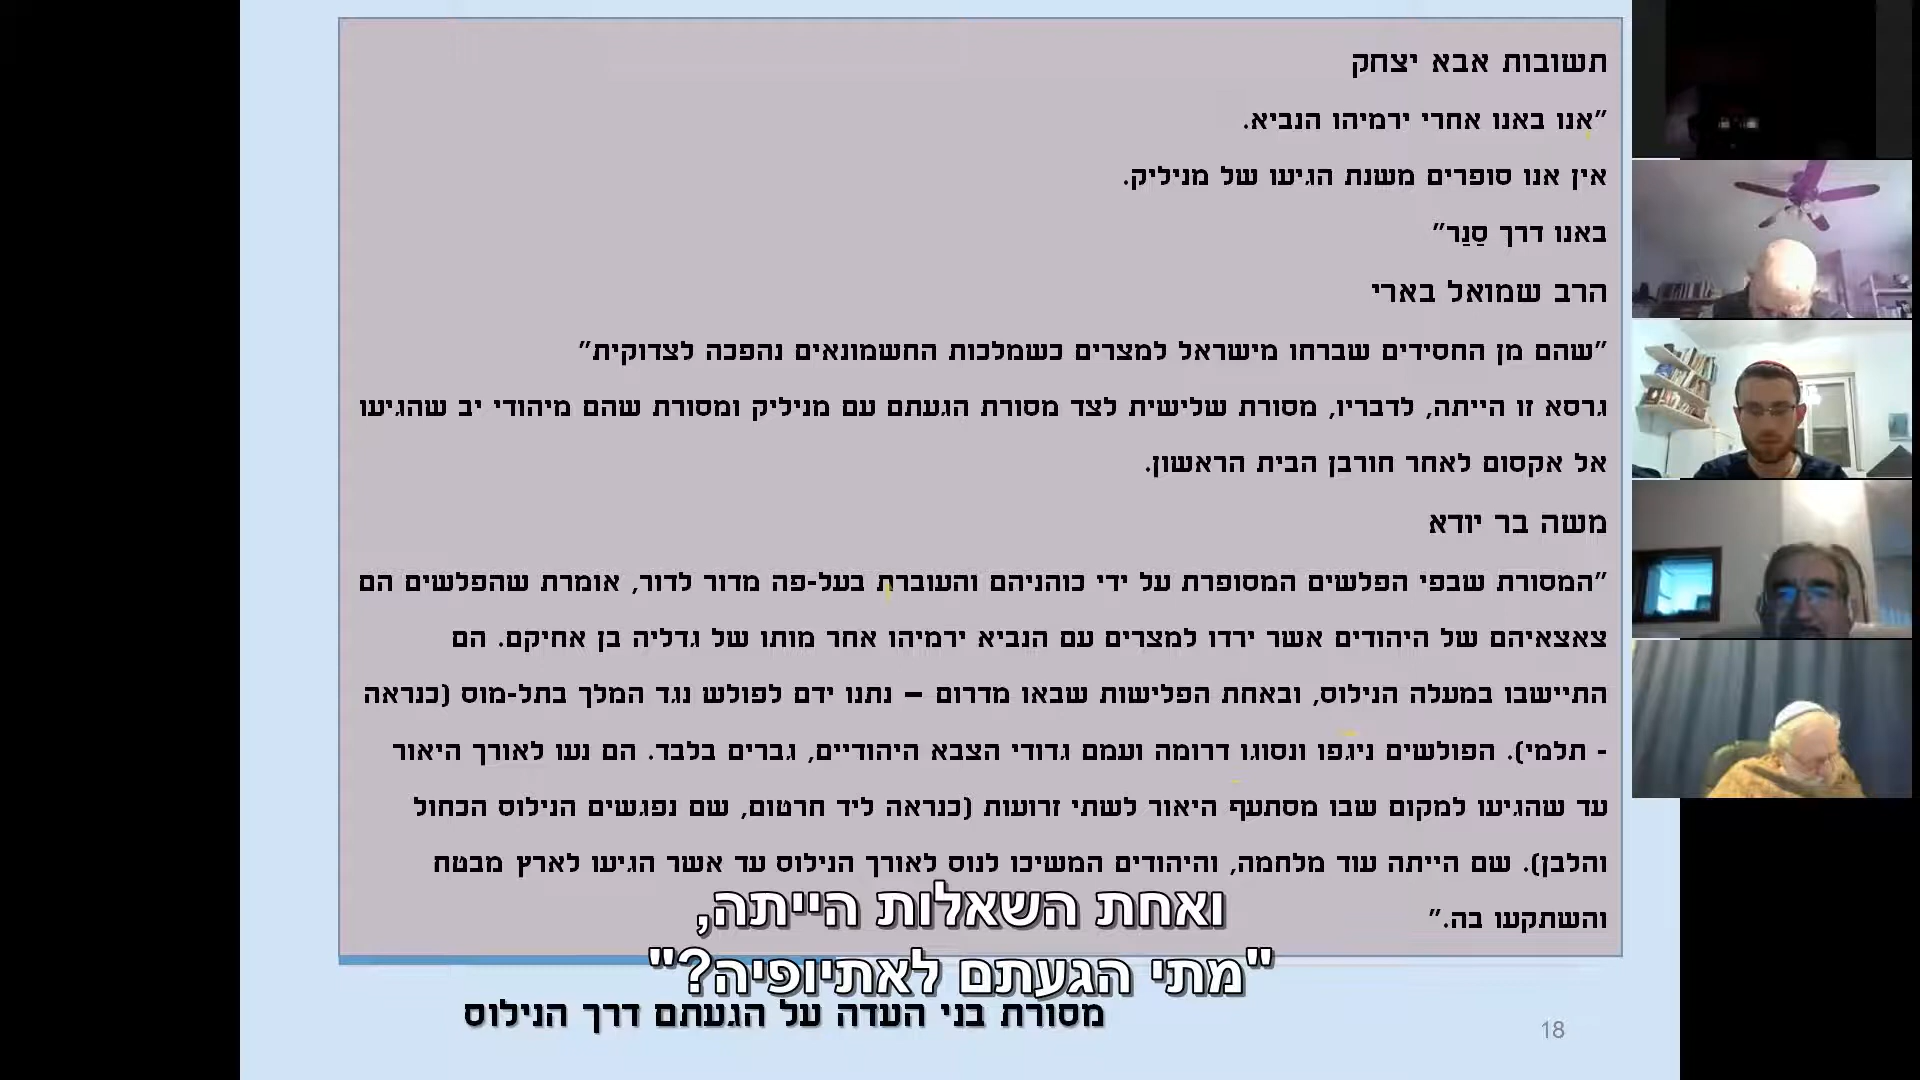 תשובות אבא יצחק
"אנו באנו אחרי ירמיהו הנביא.
אין אנו סופרים משנת הגיעו של מניליק.
באנו דרך סַנַר"
הרב שמואל בארי
"שהם מן החסידים שברחו מישראל למצרים כשמלכות החשמונאים נהפכה לצדוקית"
גרסא זו הייתה, לדבריו, מסורת שלישית לצד מסורת הגעתם עם מניליק ומסורת שהם מיהודי יב שהגיעו
אל אקסום לאחר חורבן הבית הראשון.
משה בר יודא
"המסורת שבפי הפלשים המסופרת על ידי כוהניהם והעוברת בעל-פה מדור לדור, אומרת שהפלשים הם
צאצאיהם של היהודים אשר ירדו למצרים עם הנביא ירמיהו אחר מותו של גדליה בן אחיקם. הם
התיישבו במעלה הנילוס, ובאחת הפלישות שבאו מדרום – נתנו ידם לפולש נגד המלך בתל-מוס (כנראה
- תלמי). הפולשים ניגפו ונסוגו דרומה ועמם גדודי הצבא היהודיים, גברים בלבד. הם נעו לאורך היאור
עד שהגיעו למקום שבו מסתעף היאור לשתי זרועות (כנראה ליד חרטום, שם נפגשים הנילוס הכחול
והלבן). שם הייתה עוד מלחמה, והיהודים המשיכו לנוס לאורך הנילוס עד אשר הגיעו לארץ מבטח
והשתקעו בה."
ואחת השאלות הייתה,
"מתי הגעתם לאתיופיה?"
מסורת בני העדה על הגעתם דרך הנילוס
18